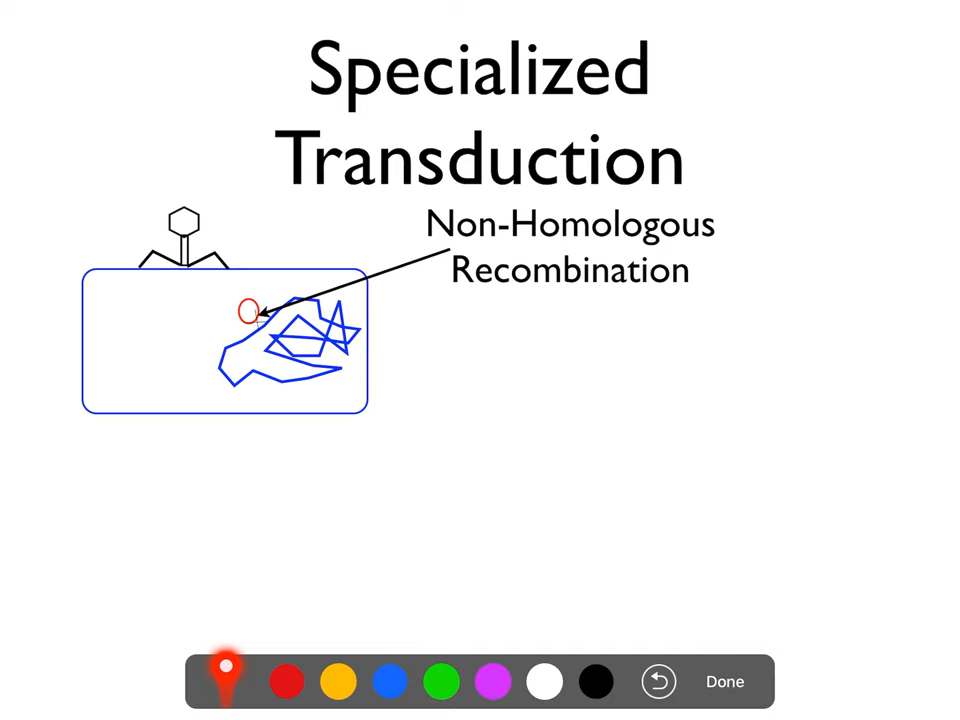 Specialized
Transduction
Non-Homologous
Recombination
Done